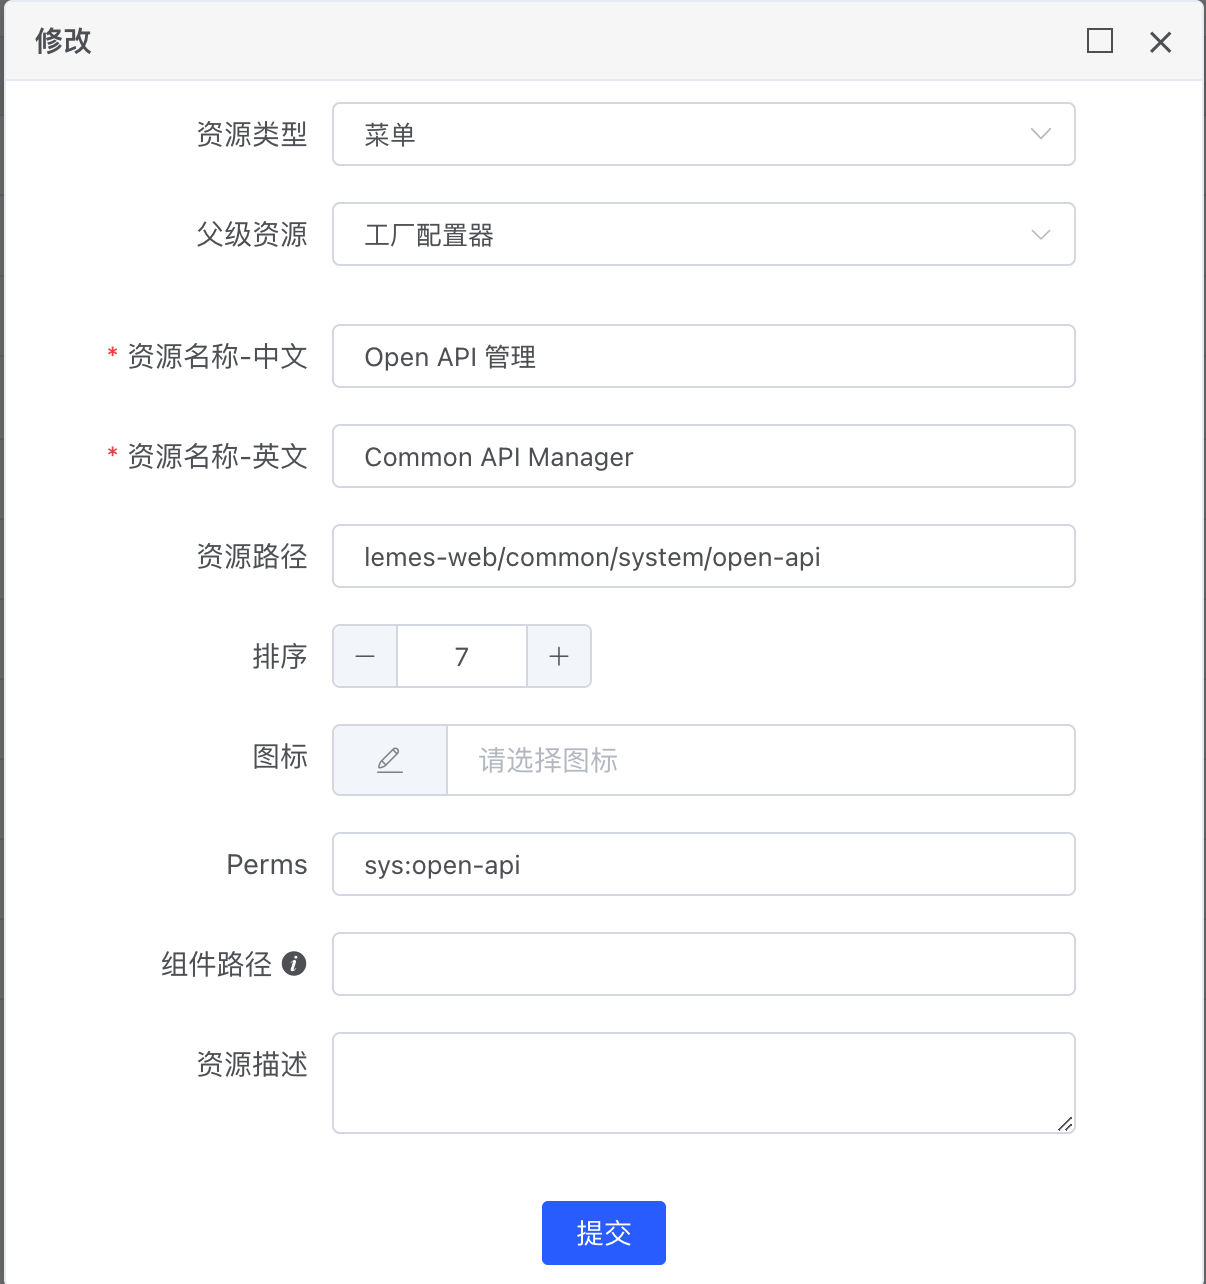 修改
资源类型 菜单
父级资源 工厂配置器
* 资源名称-中文 Open API 管理
* 资源名称-英文 Common API Manager
资源路径 lemes-web/common/system/open-api
排序 7
图标 请选择图标
Perms sys:open-api
组件路径
资源描述
提交